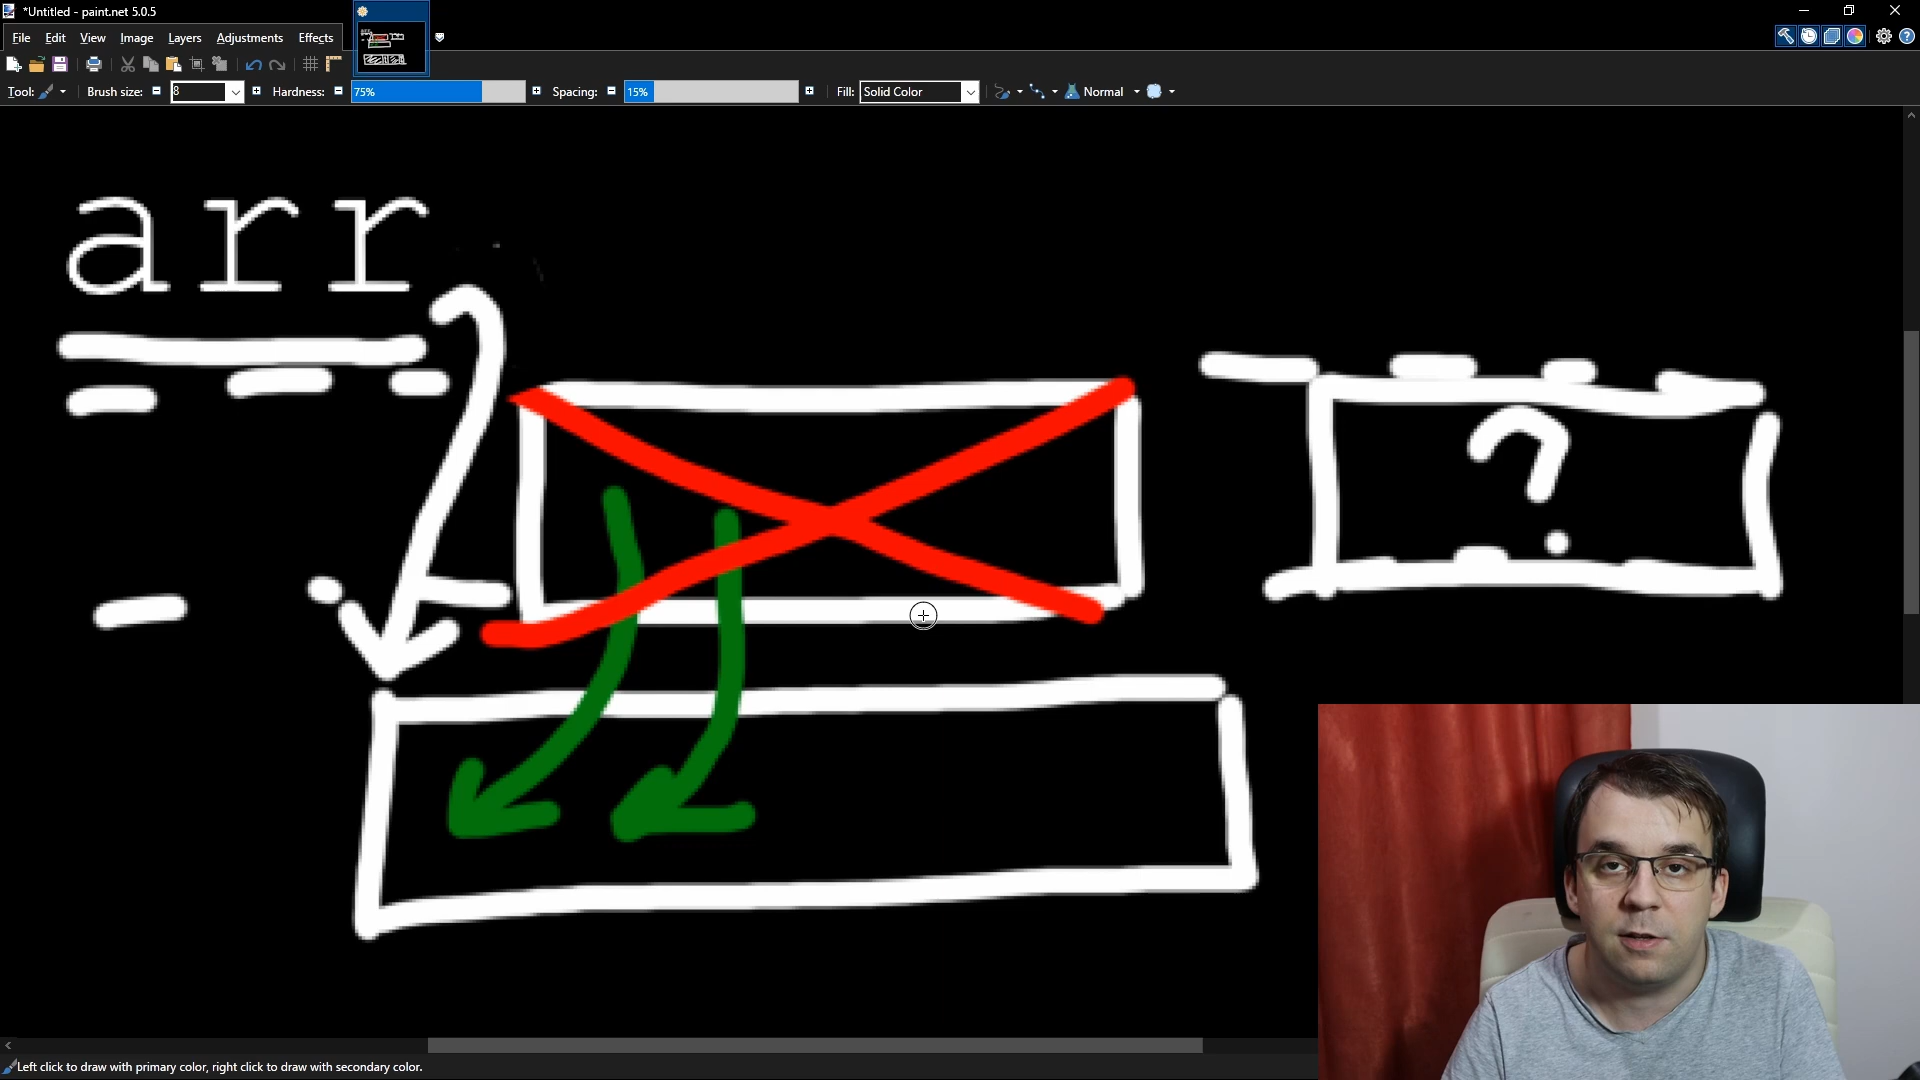 *Untitled - paint.net 5.0.5
File Edit View Image Layers Adjustments Effects
Tool: Brush size: 8 Hardness: 75% Spacing: 15% Fill: Solid Color Normal
arr
?
Left click to draw with primary color, right click to draw with secondary color.